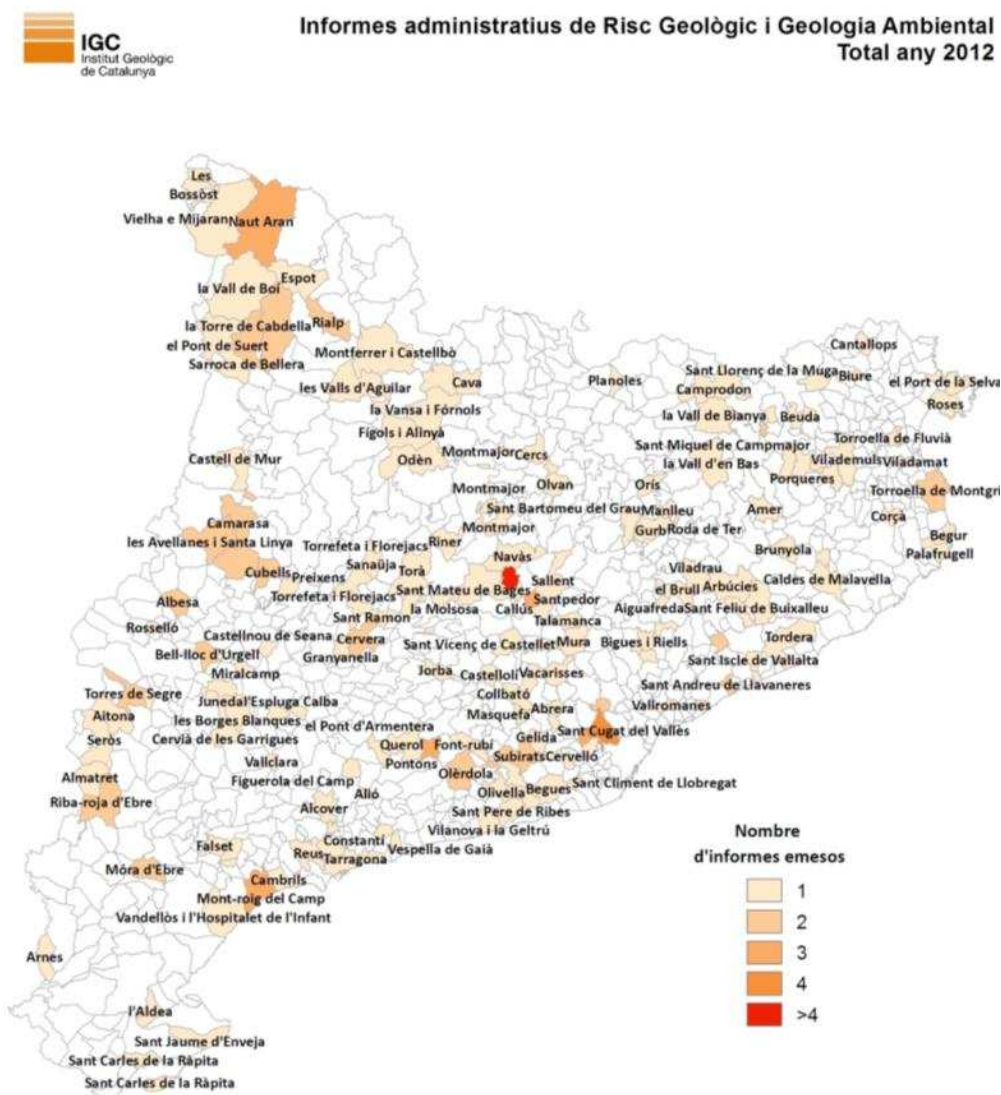 IGC
Institut Geològic
de Catalunya
Informes administratius de Risc Geològic i Geologia Ambiental
Total any 2012
Les
Bossòst
Vielha e Mijaran
Naut Aran
Espot
la Vall de Boí
la Torre de Cabdella
Rialp
el Pont de Suert
Montferrer i Castellbò
Sarroca de Bellera
les Valls d'Aguilar
Cava
la Vansa i Fórnols
Fígols i Alinyà
Cantallops
Sant Llorenç de la Muga
Biure
Planoles
Camprodon
el Port de la Selva
Roses
la Vall de Bianya
Beuda
Sant Miquel de Campmajor
Torroella de Fluvià
Castell de Mur
Odèn
Montmajor
Cercs
la Vall d'en Bas
Vilademuls
Viladamat
Porqueres
Montmajor
Olvan
Orís
Torroella de Montgrí
Sant Bartomeu del Grau
Manlleu
Amer
Corçà
Camarasa
Montmajor
Gurb
Roda de Ter
Begur
les Avellanes i Santa Linya
Torrefeta i Florejacs
Riner
Brunyola
Palafrugell
Navàs
Sanaüja
Torà
Viladrau
Cubells
Preixens
Sallent
Caldes de Malavella
Sant Mateu de Bages
el Brull
Arbúcies
Torrefeta i Florejacs
Santpedor
Albesa
la Molsosa
Callús
Aiguafreda
Sant Feliu de Buixalleu
Sant Ramon
Talamanca
Rosselló
Castellnou de Seana
Cervera
Sant Vicenç de Castellet
Mura
Bigues i Riells
Tordera
Bell-lloc d'Urgell
Granyanella
Sant Iscle de Vallalta
Miralcamp
Jorba
Castellolí
Vacarisses
Sant Andreu de Llavaneres
Torres de Segre
Juneda
l'Espluga Calba
Collbató
Vallromanes
Aitona
les Borges Blanques
el Pont d'Armentera
Masquefa
Abrera
Seròs
Cervià de les Garrigues
Querol
Font-rubí
Gelida
Sant Cugat del Vallès
Vallclara
Pontons
Subirats
Cervelló
Almatret
Figuerola del Camp
Olèrdola
Sant Climent de Llobregat
Riba-roja d'Ebre
Alió
Olivella
Begues
Alcover
Sant Pere de Ribes
Vilanova i la Geltrú
Falset
Constantí
Reus
Vespella de Gaià
Tarragona
Móra d'Ebre
Cambrils
Mont-roig del Camp
Vandellòs i l'Hospitalet de l'Infant
Arnes
l'Aldea
Sant Jaume d'Enveja
Sant Carles de la Ràpita
Sant Carles de la Ràpita
Nombre
d'informes emesos
1
2
3
4
>4